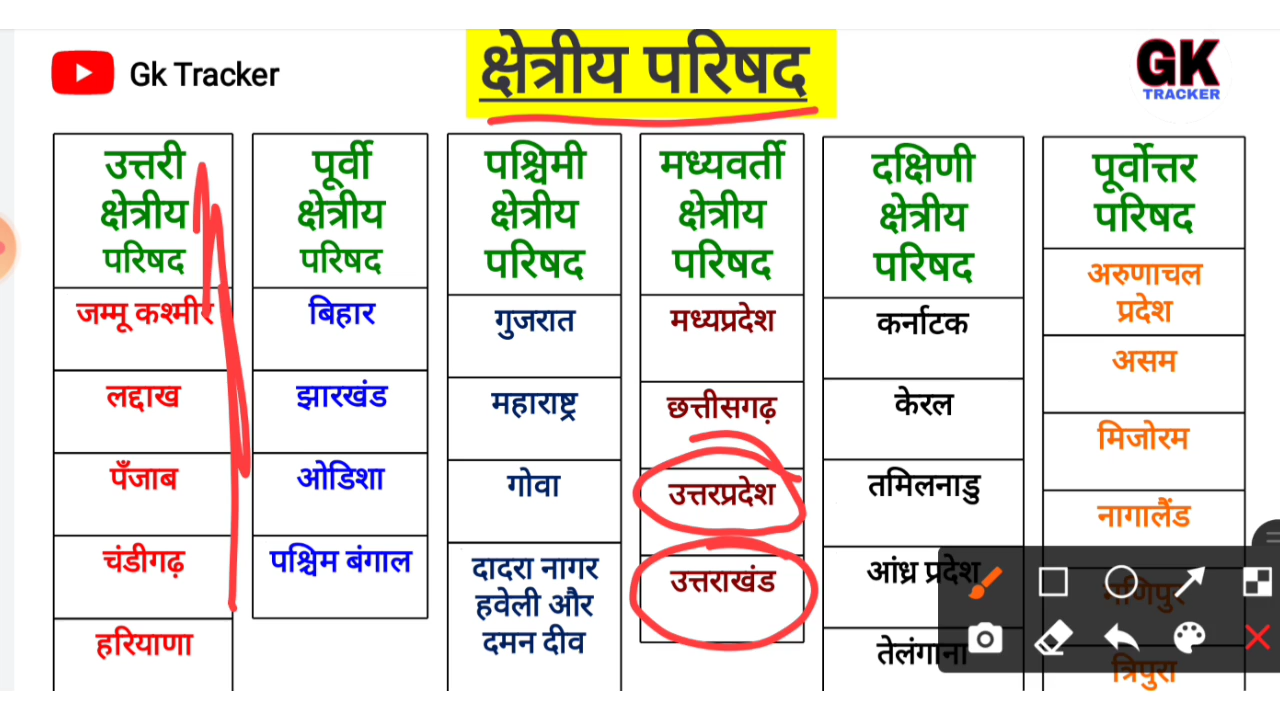 Gk Tracker
क्षेत्रीय परिषद
GK
TRACKER
उत्तरी
क्षेत्रीय
परिषद
जम्मू कश्मीर
लद्दाख
पँजाब
चंडीगढ़
हरियाणा
पूर्वी
क्षेत्रीय
परिषद
बिहार
झारखंड
ओडिशा
पश्चिम बंगाल
पश्चिमी
क्षेत्रीय
परिषद
गुजरात
महाराष्ट्र
गोवा
दादरा नागर
हवेली और
दमन दीव
मध्यवर्ती
क्षेत्रीय
परिषद
मध्यप्रदेश
छत्तीसगढ़
उत्तरप्रदेश
उत्तराखंड
दक्षिणी
क्षेत्रीय
परिषद
कर्नाटक
केरल
तमिलनाडु
आंध्र प्रदेश
तेलंगाना
पूर्वोत्तर
परिषद
अरुणाचल
प्रदेश
असम
मिजोरम
नागालैंड
मणिपुर
त्रिपुरा